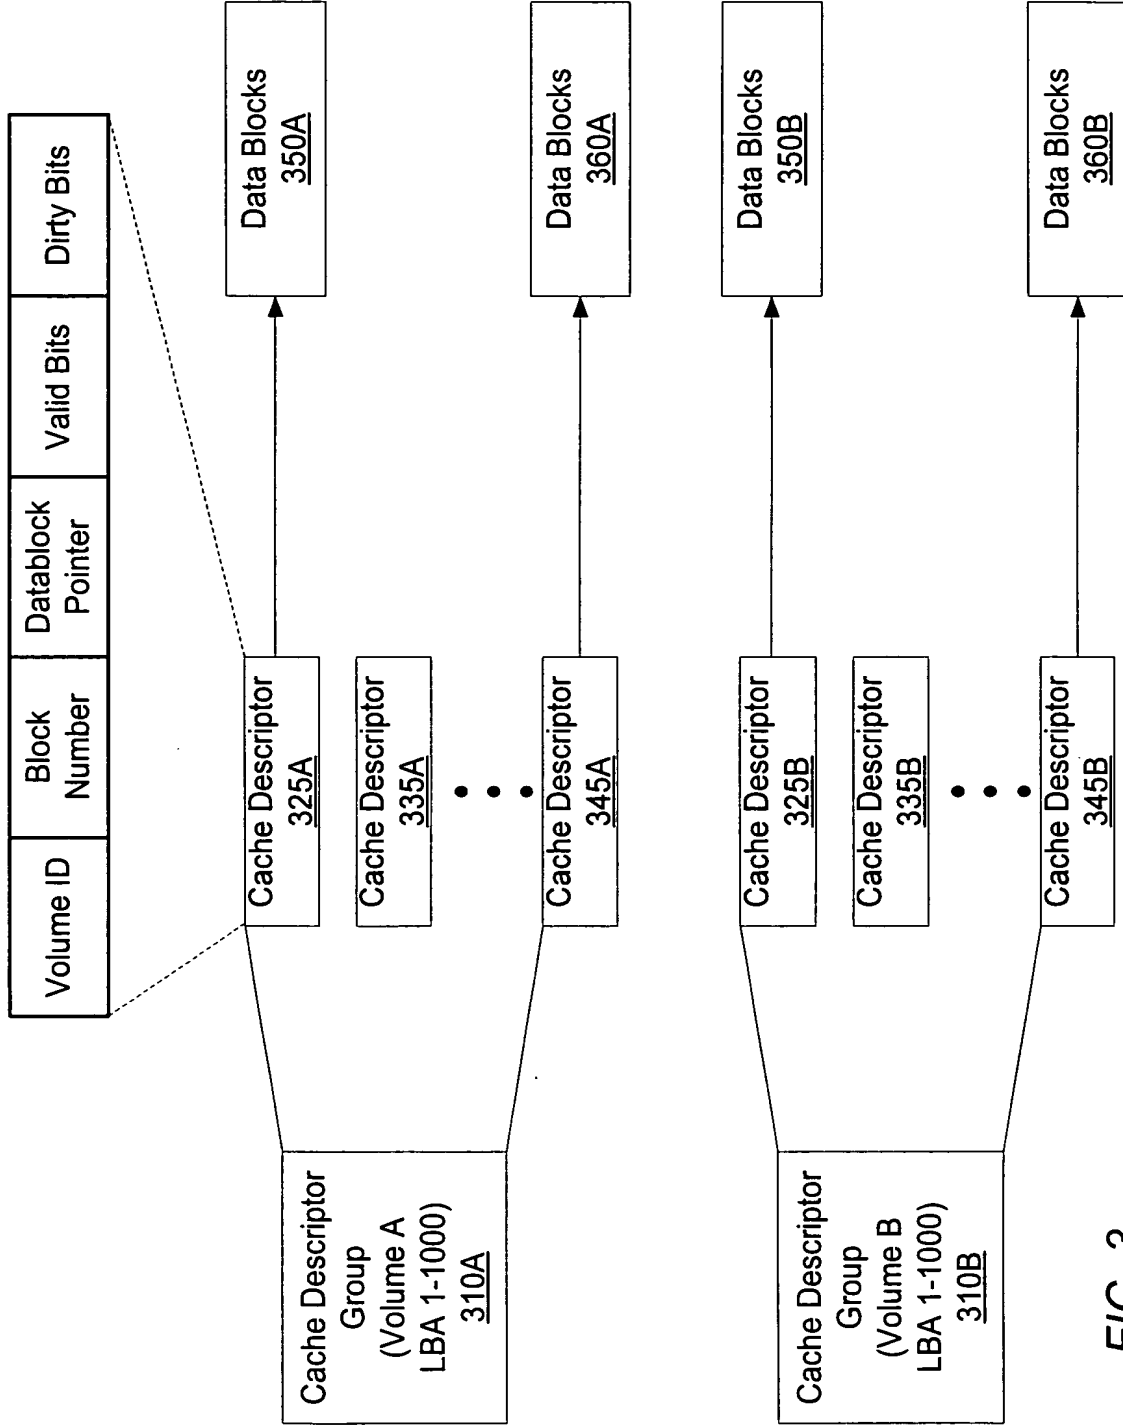 Volume ID
Block
Number
Datablock
Pointer
Valid Bits
Dirty Bits
Cache Descriptor
Group
(Volume A
LBA 1-1000)
310A
Cache Descriptor
325A
Cache Descriptor
335A
Cache Descriptor
345A
Data Blocks
350A
Data Blocks
360A
Cache Descriptor
Group
(Volume B
LBA 1-1000)
310B
Cache Descriptor
325B
Cache Descriptor
335B
Cache Descriptor
345B
Data Blocks
350B
Data Blocks
360B
FIG. 3